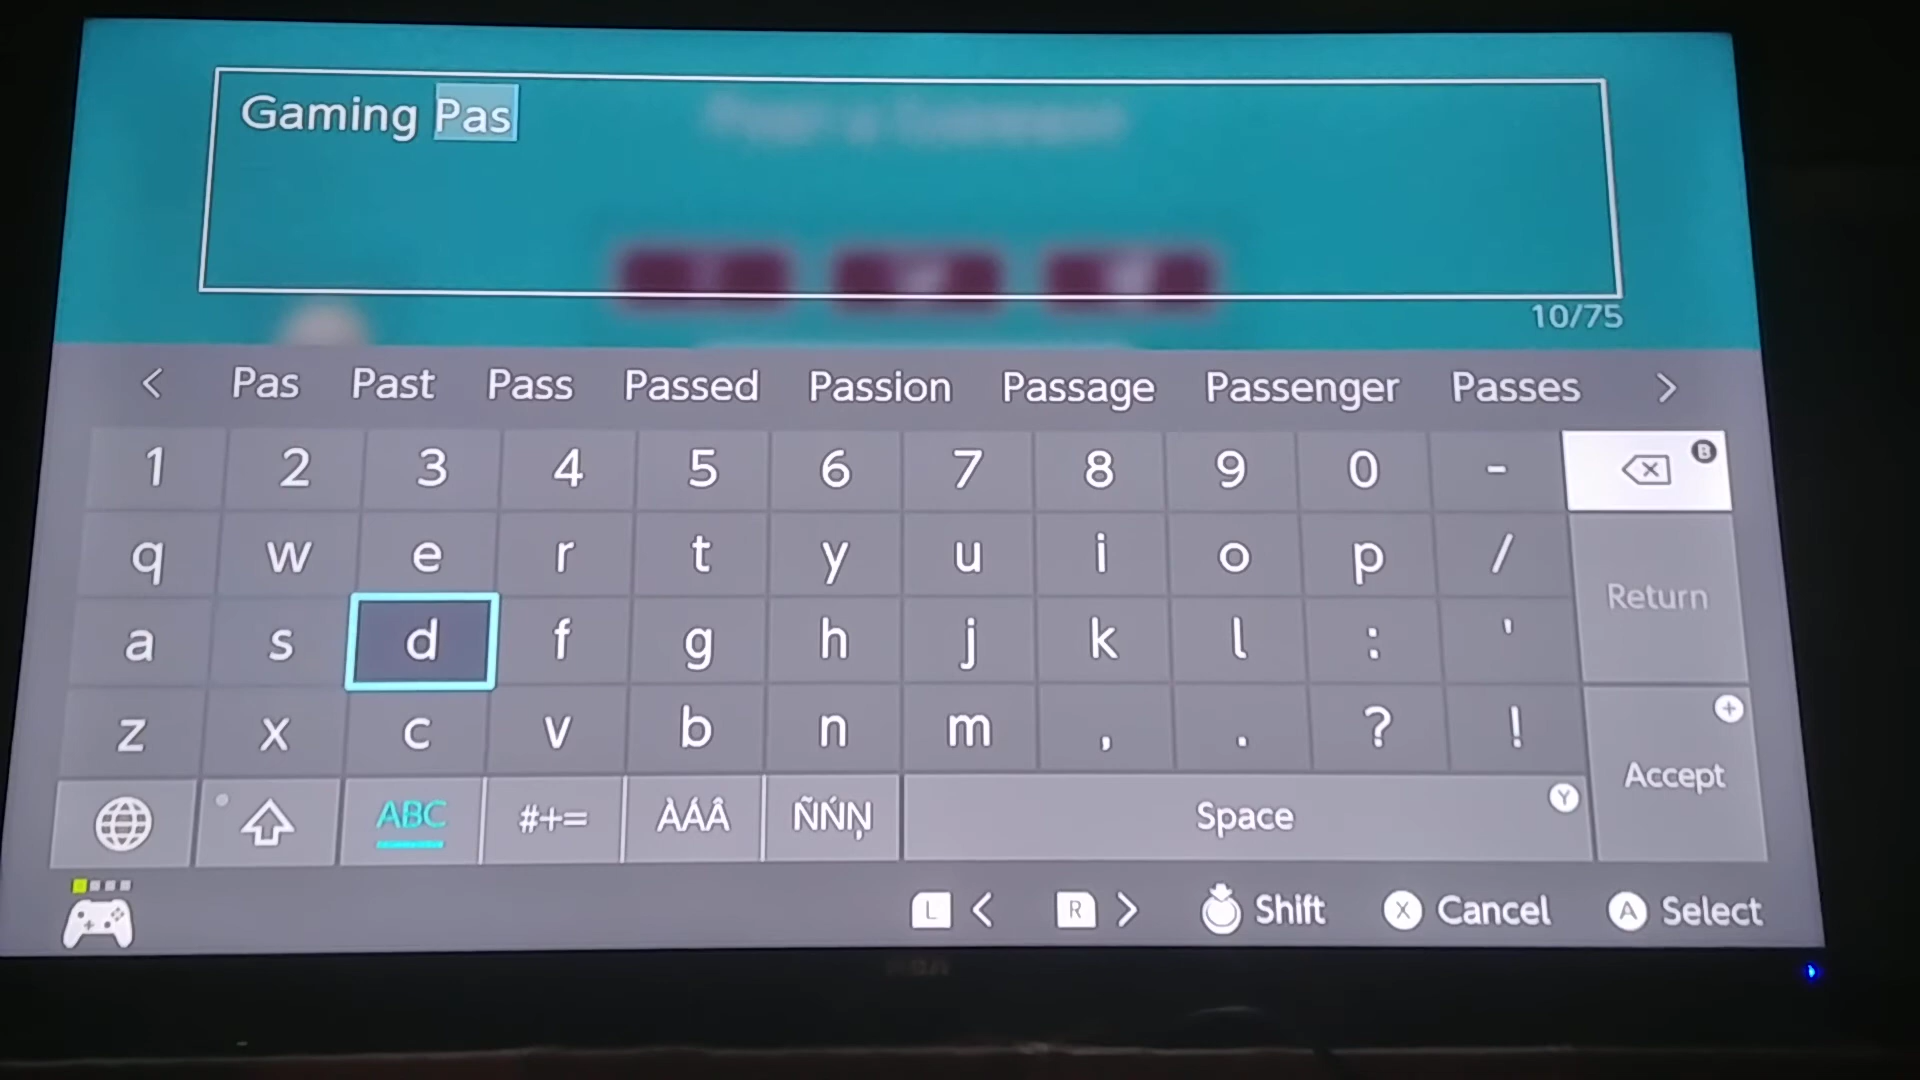 Gaming Pas
10/75
< Pas Past Pass Passed Passion Passage Passenger Passes >
1 2 3 4 5 6 7 8 9 0 - B
q w e r t y u i o p /
Return
a s d f g h j k l : '
z x c v b n m , . ? ! +
Accept
ABC #+= ÀÁÂ ÑŃŅ Space Y
L < R > Shift X Cancel A Select